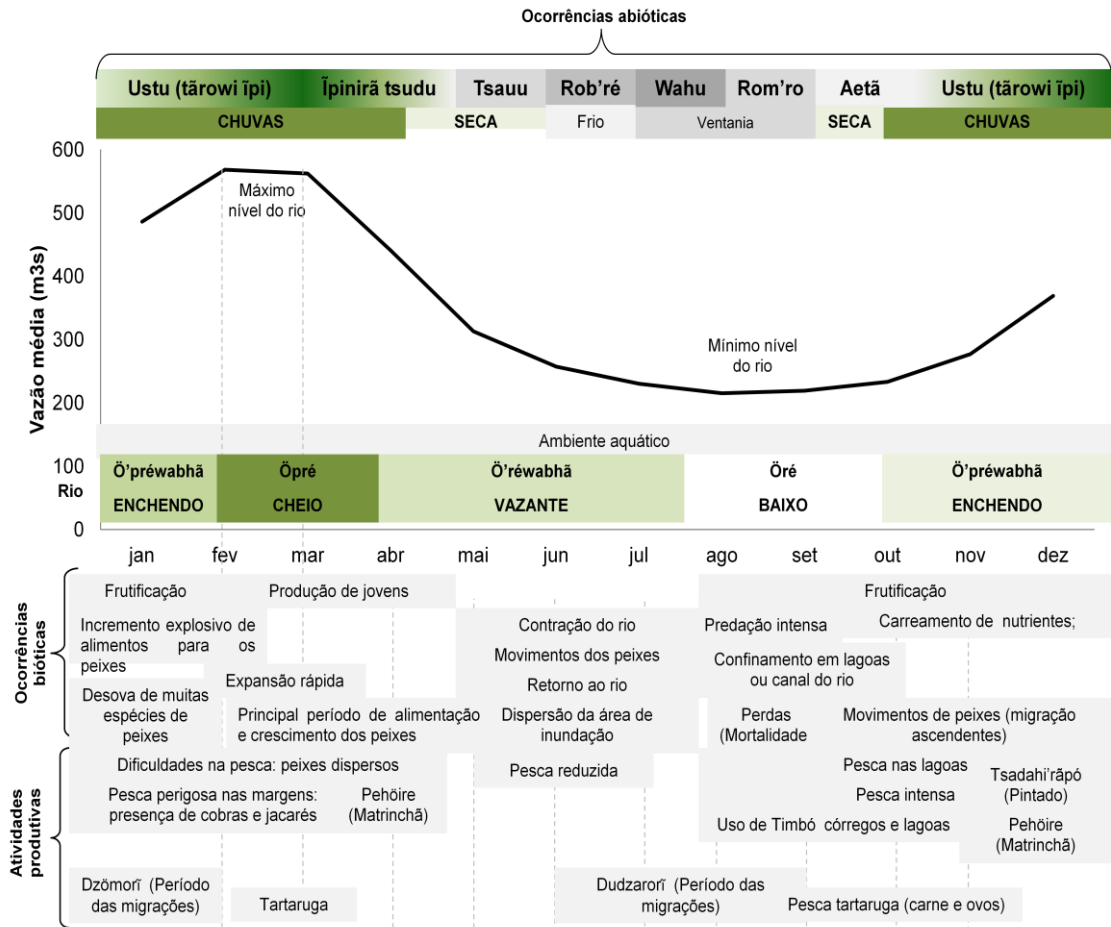 Ocorrências abióticas
Ustu (tãrowi ĩpi) Ĩpinirã tsudu Tsauu Rob'ré Wahu Rom'ro Aetã Ustu (tãrowi ĩpi)
CHUVAS SECA Frio Ventania SECA CHUVAS
Vazão média (m3s)
600
500
400
300
200
100
0
Máximo
nível do rio
Mínimo nível
do rio
Ambiente aquático
Rio
Ö'préwabhã Öpré Ö'réwabhã Öré Ö'préwabhã
ENCHENDO CHEIO VAZANTE BAIXO ENCHENDO
jan fev mar abr mai jun jul ago set out nov dez
Ocorrências
bióticas
Frutificação Produção de jovens Frutificação
Incremento explosivo de
alimentos para os
peixes
Contração do rio
Predação intensa
Carreamento de nutrientes;
Movimentos dos peixes
Expansão rápida
Retorno ao rio
Confinamento em lagoas
ou canal do rio
Desova de muitas
espécies de
peixes
Principal período de alimentação
e crescimento dos peixes
Dispersão da área de
inundação
Perdas
(Mortalidade
Movimentos de peixes (migração
ascendentes)
Atividades
produtivas
Dificuldades na pesca: peixes dispersos
Pesca reduzida
Pesca nas lagoas
Pesca perigosa nas margens:
presença de cobras e jacarés
Pehöire
(Matrinchã)
Pesca intensa
Tsadahi'rãpó
(Pintado)
Uso de Timbó córregos e lagoas
Pehöire
(Matrinchã)
Dzömorĩ (Período
das migrações)
Tartaruga
Dudzarorĩ (Período das
migrações)
Pesca tartaruga (carne e ovos)